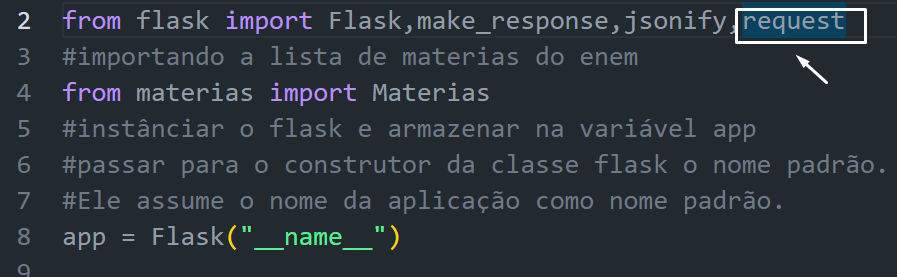 2 from flask import Flask,make_response,jsonify,request
3 #importando a lista de materias do enem
4 from materias import Materias
5 #instânciar o flask e armazenar na variável app
6 #passar para o construtor da classe flask o nome padrão.
7 #Ele assume o nome da aplicação como nome padrão.
8 app = Flask("__name__")
9